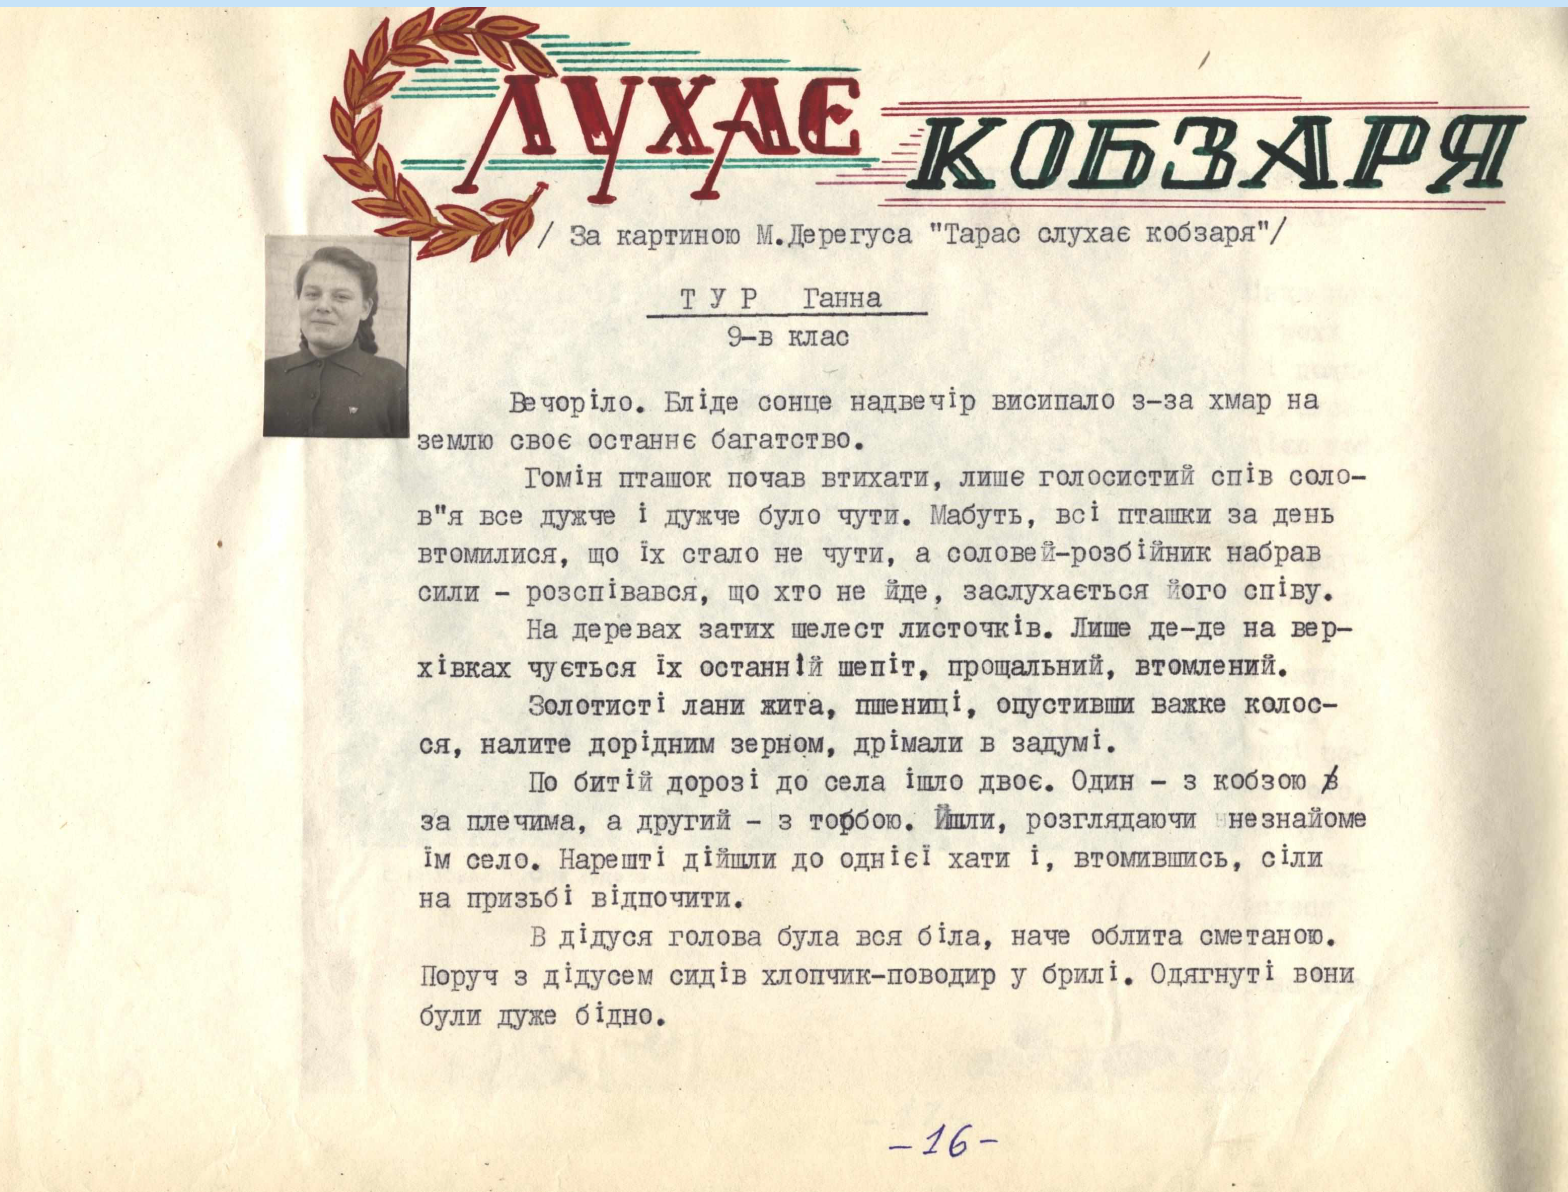 СЛУХАЄ КОБЗАРЯ
/ За картиною М.Дерегуса "Тарас слухає кобзаря"/
Т У Р Ганна
9-в клас
Вечоріло. Бліде сонце надвечір висипало з-за хмар на
землю своє останнє багатство.
Гомін пташок почав втихати, лише голосистий спів соло-
в"я все дужче і дужче було чути. Мабуть, всі пташки за день
втомилися, що їх стало не чути, а соловей-розбійник набрав
сили - розспівався, що хто не йде, заслухається його співу.
На деревах затих шелест листочків. Лише де-де на вер-
хівках чується їх останній шепіт, прощальний, втомлений.
Золотисті лани жита, пшениці, опустивши важке колос-
ся, налите дорідним зерном, дрімали в задумі.
По битій дорозі до села ішло двоє. Один - з кобзою
за плечима, а другий - з торбою. Йшли, розглядаючи незнайоме
їм село. Нарешті дійшли до однієї хати і, втомившись, сіли
на призьбі відпочити.
В дідуся голова була вся біла, наче облита сметаною.
Поруч з дідусем сидів хлопчик-поводир у брилі. Одягнуті вони
були дуже бідно.
-16-